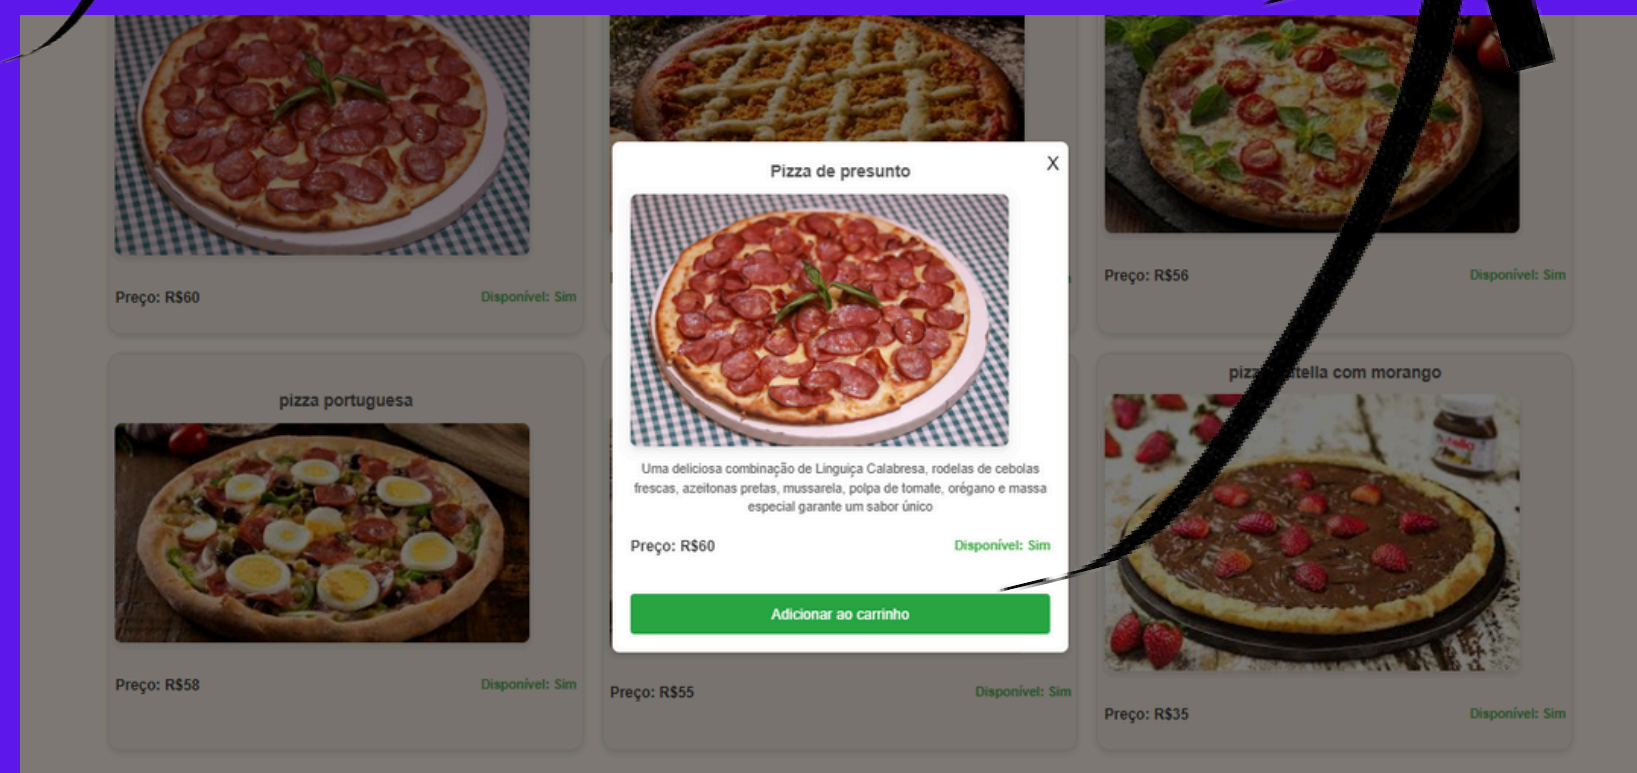 Pizza de presunto
X
Uma deliciosa combinação de Linguiça Calabresa, rodelas de cebolas
frescas, azeitonas pretas, mussarela, polpa de tomate, orégano e massa
especial garante um sabor único
Preço: R$60
Disponível: Sim
Adicionar ao carrinho
Preço: R$60
Disponível: Sim
Preço: R$56
Disponível: Sim
pizza portuguesa
Preço: R$58
Disponível: Sim
Preço: R$55
Disponível: Sim
com morango
nutella
Preço: R$35
Disponível: Sim